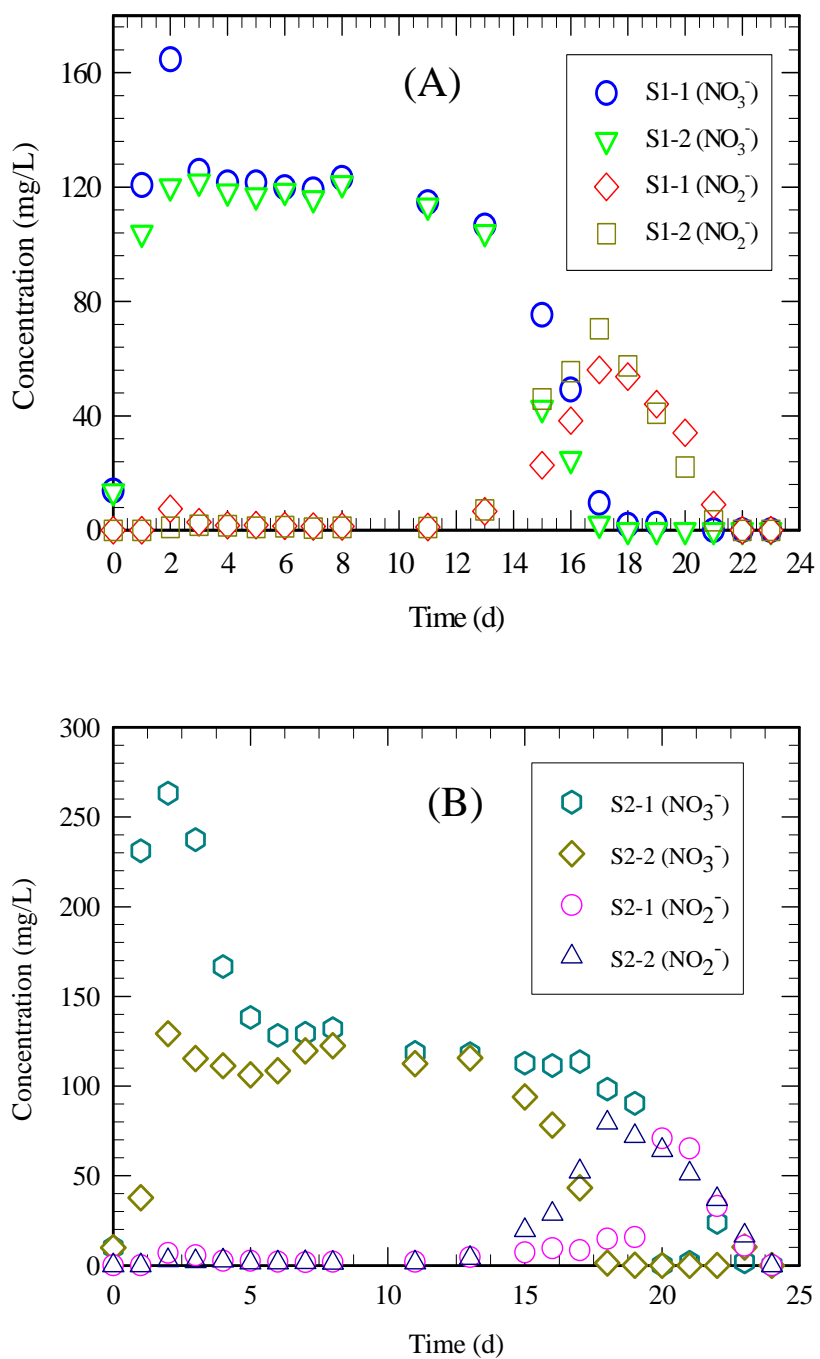 (A)
S1-1 (NO₃⁻)
S1-2 (NO₃⁻)
S1-1 (NO₂⁻)
S1-2 (NO₂⁻)
Concentration (mg/L)
160
120
80
40
0
0 2 4 6 8 10 12 14 16 18 20 22 24
Time (d)
(B)
S2-1 (NO₃⁻)
S2-2 (NO₃⁻)
S2-1 (NO₂⁻)
S2-2 (NO₂⁻)
Concentration (mg/L)
300
250
200
150
100
50
0
0 5 10 15 20 25
Time (d)